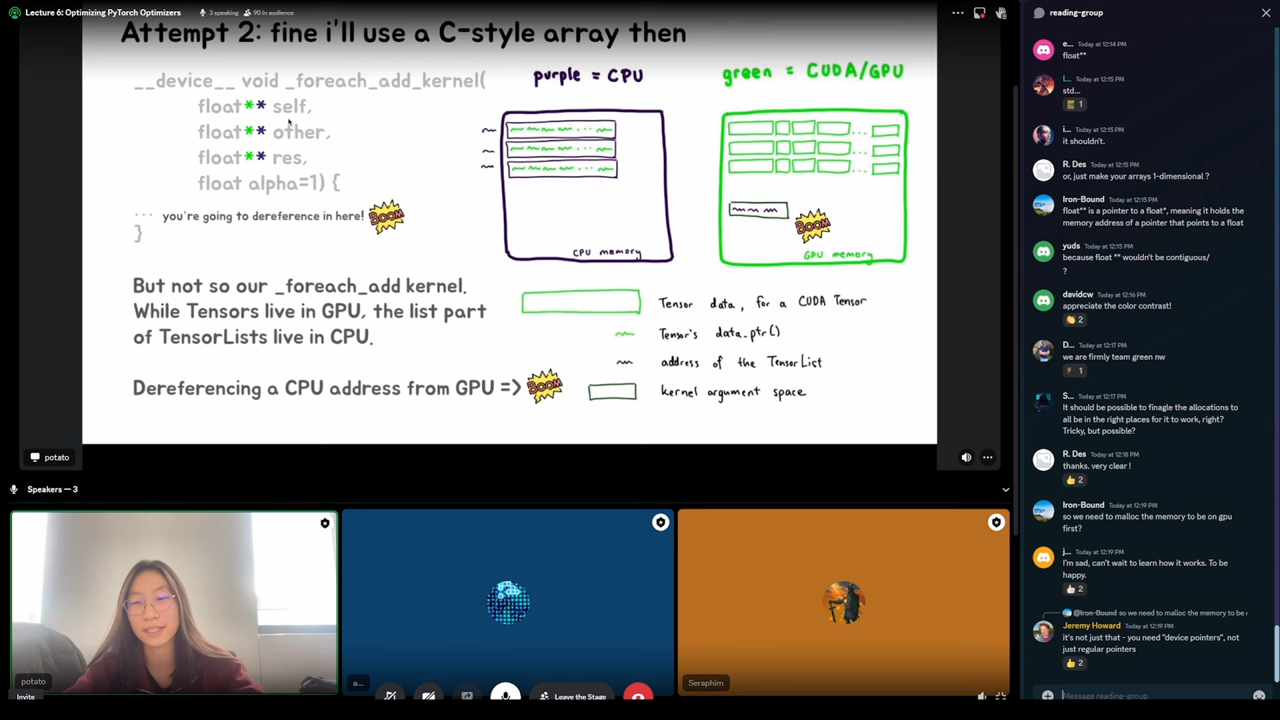 Lecture 6: Optimizing PyTorch Optimizers
3 speaking
90 in audience
Attempt 2: fine i'll use a C-style array then
__device__ void _foreach_add_kernel(
float** self,
float** other,
float** res,
float alpha=1) {
... you're going to dereference in here! BOOM
}
But not so our _foreach_add kernel.
While Tensors live in GPU, the list part
of TensorLists live in CPU.
Dereferencing a CPU address from GPU => BOOM
purple = CPU
green = CUDA/GPU
CPU memory
BOOM
GPU memory
Tensor data, for a CUDA Tensor
Tensor's data_ptr()
address of the TensorList
kernel argument space
potato
Speakers — 3
potato
Invite
a...
Seraphim
Leave the Stage
reading-group
e... Today at 12:14 PM
float**
l... Today at 12:15 PM
std...
1
i... Today at 12:15 PM
it shouldn't.
R. Des Today at 12:15 PM
or, just make your arrays 1-dimensional ?
Iron-Bound Today at 12:15 PM
float** is a pointer to a float*, meaning it holds the
memory address of a pointer that points to a float
yuds Today at 12:15 PM
because float ** wouldn't be contiguous/
?
davidcw Today at 12:16 PM
appreciate the color contrast!
2
D... Today at 12:17 PM
we are firmly team green nw
1
S... Today at 12:17 PM
It should be possible to finagle the allocations to
all be in the right places for it to work, right?
Tricky, but possible?
R. Des Today at 12:18 PM
thanks. very clear !
2
Iron-Bound Today at 12:19 PM
so we need to malloc the memory to be on gpu
first?
j... Today at 12:19 PM
I'm sad, can't wait to learn how it works. To be
happy.
2
@Iron-Bound so we need to malloc the memory to be
Jeremy Howard Today at 12:19 PM
it's not just that - you need "device pointers", not
just regular pointers
2
Message reading-group